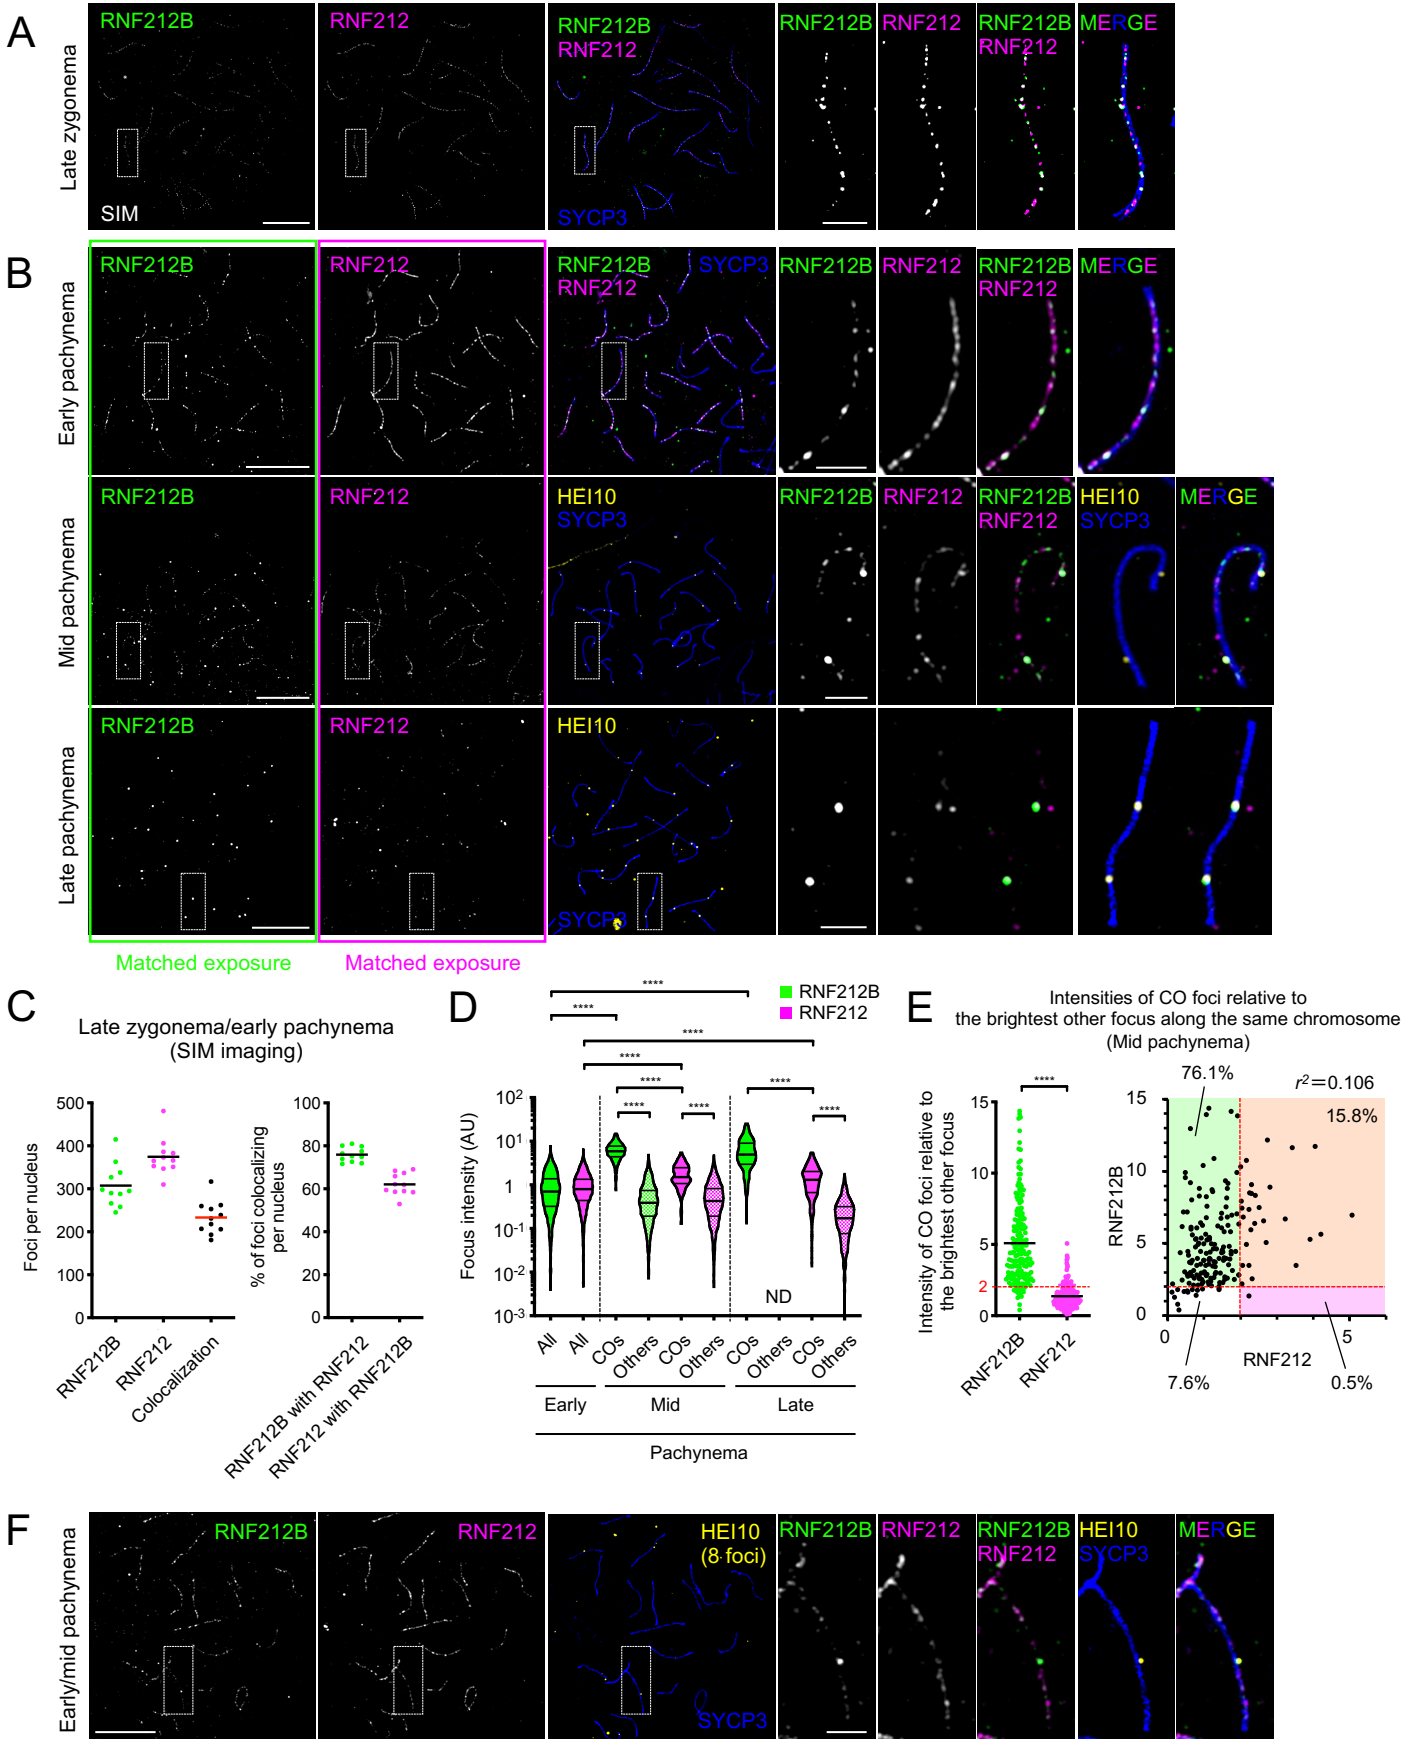 A
Late zygonema
RNF212B
SIM
RNF212
RNF212B
RNF212
SYCP3
RNF212B
RNF212
RNF212B
RNF212
MERGE
B
Early pachynema
RNF212B
RNF212
RNF212B
RNF212
SYCP3
RNF212B
RNF212
RNF212B
RNF212
MERGE
Mid pachynema
RNF212B
RNF212
HEI10
SYCP3
RNF212B
RNF212
RNF212B
RNF212
HEI10
SYCP3
MERGE
Late pachynema
RNF212B
RNF212
HEI10
SYCP3
Matched exposure
Matched exposure
C
Late zygonema/early pachynema
(SIM imaging)
Foci per nucleus
500
400
300
200
100
0
RNF212B
RNF212
Colocalization
% of foci colocalizing
per nucleus
100
80
60
40
20
0
RNF212B with RNF212
RNF212 with RNF212B
D
RNF212B
RNF212
****
****
****
****
****
****
****
****
****
Focus intensity (AU)
10²
10¹
1
10⁻¹
10⁻²
10⁻³
ND
All
All
COs
Others
COs
Others
COs
Others
COs
Others
Early
Mid
Late
Pachynema
E
Intensities of CO foci relative to
the brightest other focus along the same chromosome
(Mid pachynema)
Intensity of CO foci relative to
the brightest other focus
****
15
10
5
2
0
RNF212B
RNF212
76.1%
r²=0.106
15.8%
RNF212B
15
10
5
0
0
5
RNF212
7.6%
0.5%
F
Early/mid pachynema
RNF212B
RNF212
HEI10
(8 foci)
SYCP3
RNF212B
RNF212
RNF212B
RNF212
HEI10
SYCP3
MERGE